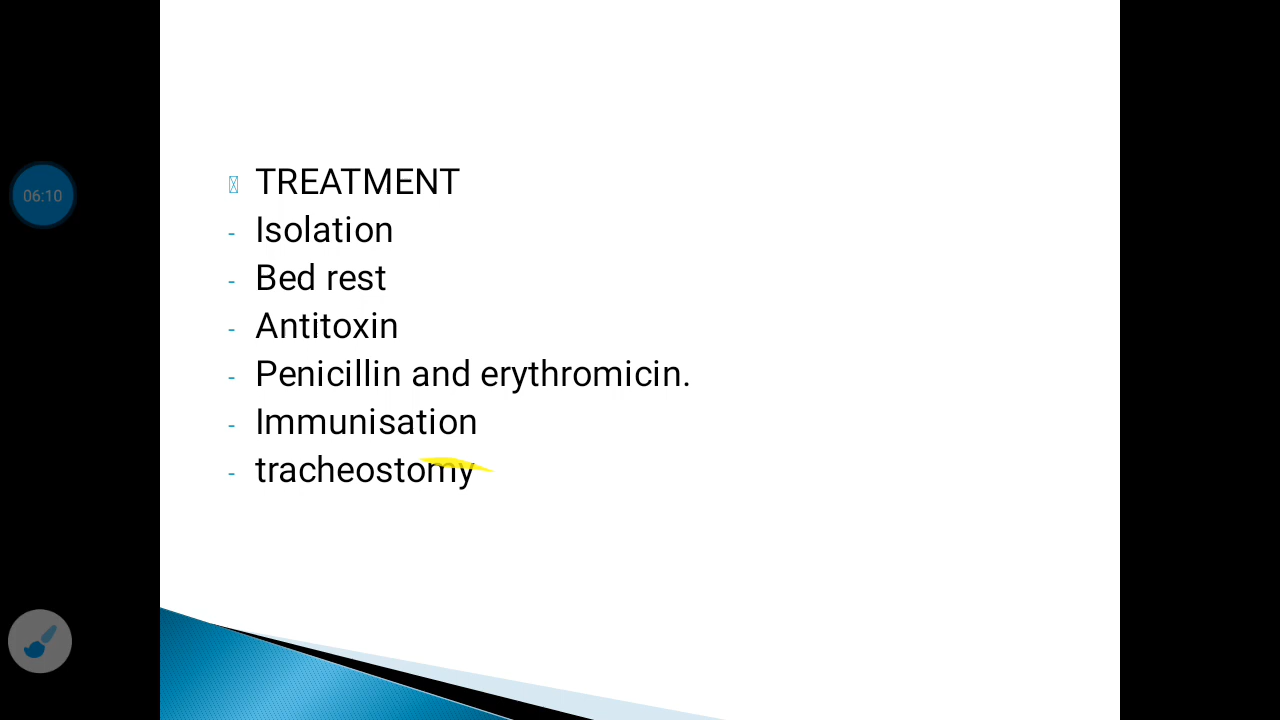 06:10
TREATMENT
- Isolation
- Bed rest
- Antitoxin
- Penicillin and erythromicin.
- Immunisation
- tracheostomy